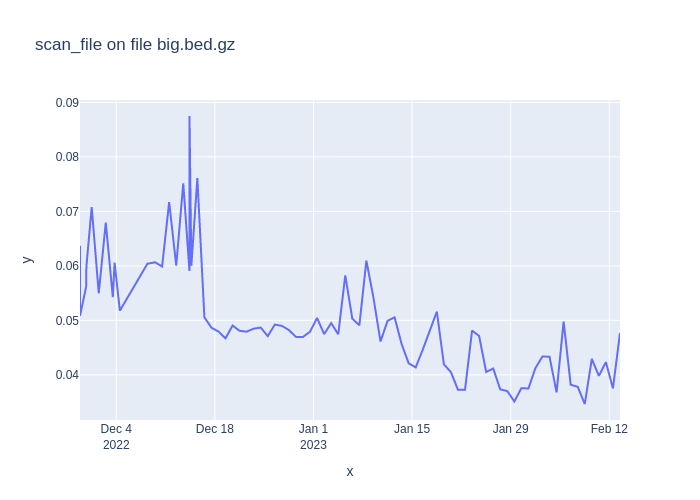 scan_file on file big.bed.gz
0.09
0.08
0.07
0.06
0.05
0.04
y
Dec 4
2022
Dec 18
Jan 1
2023
Jan 15
Jan 29
Feb 12
x